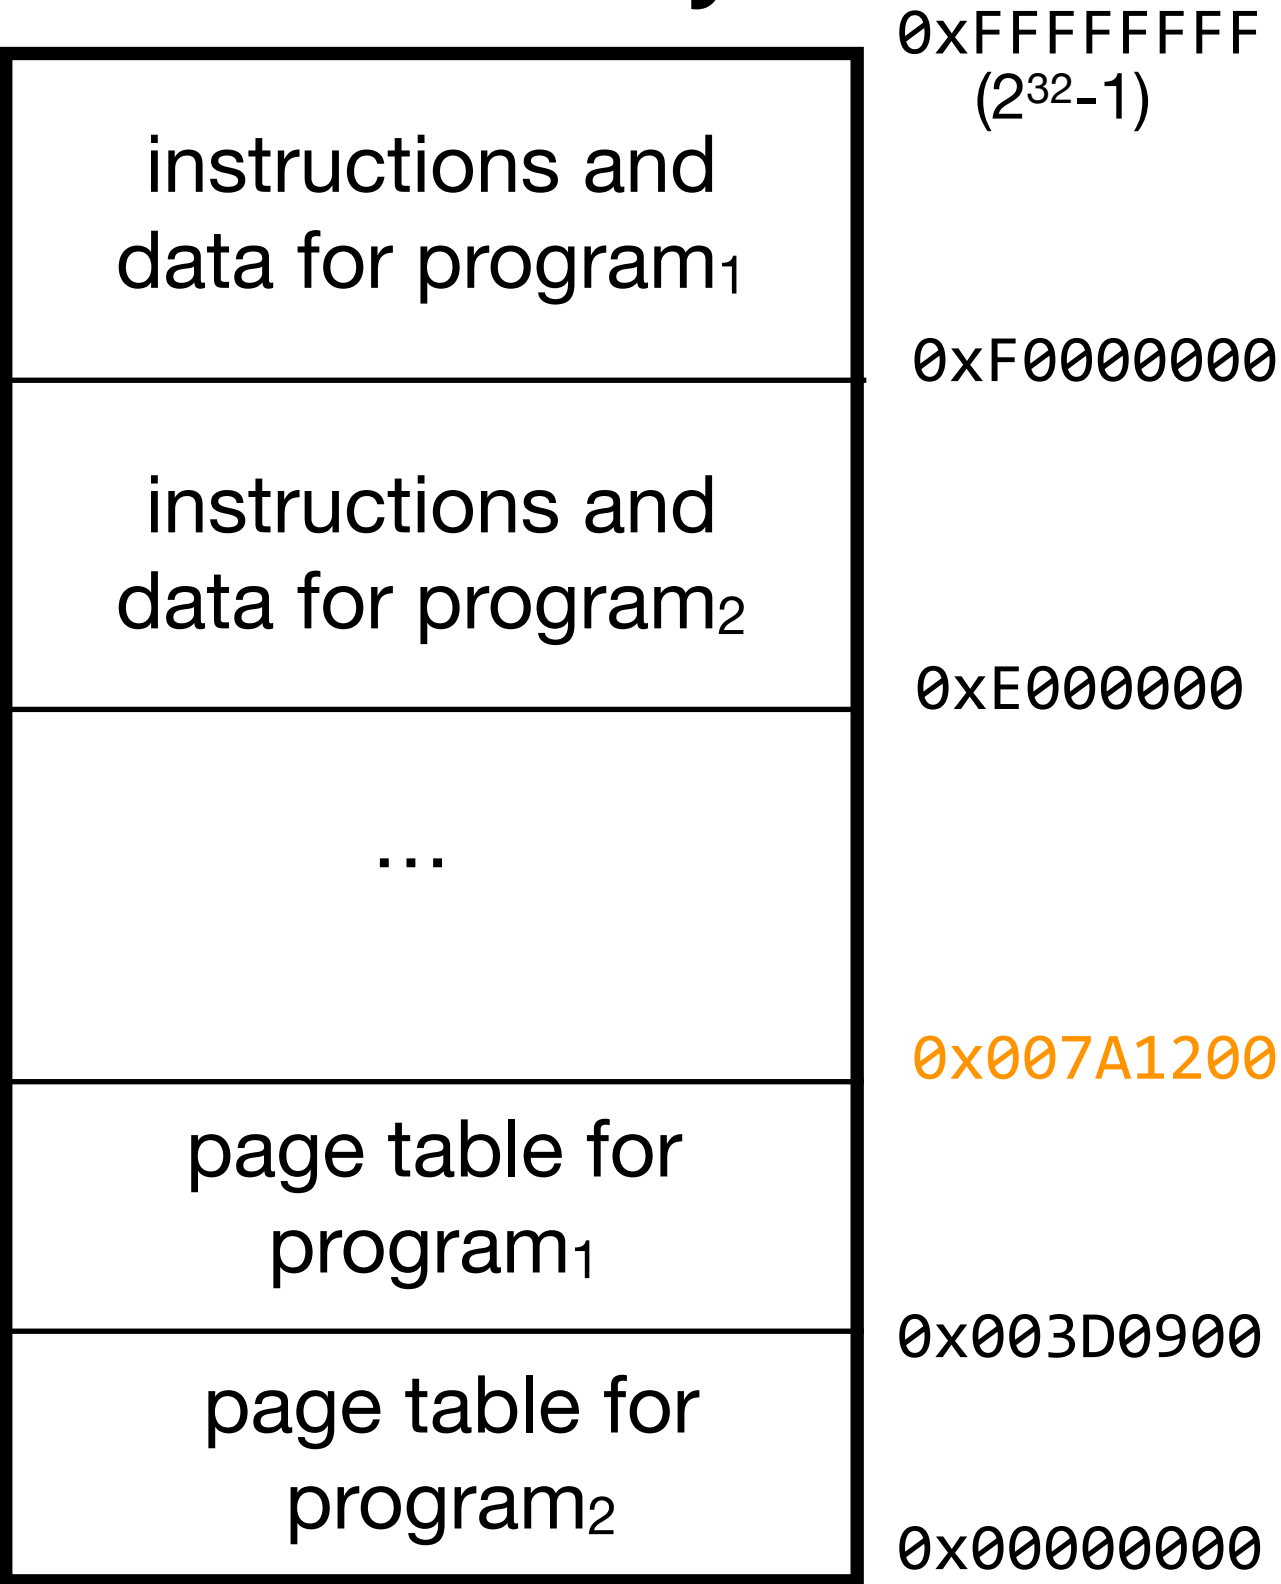 0xFFFFFFFF
(2³²-1)
instructions and
data for program₁
0xF0000000
instructions and
data for program₂
0xE000000
...
0x007A1200
page table for
program₁
0x003D0900
page table for
program₂
0x00000000